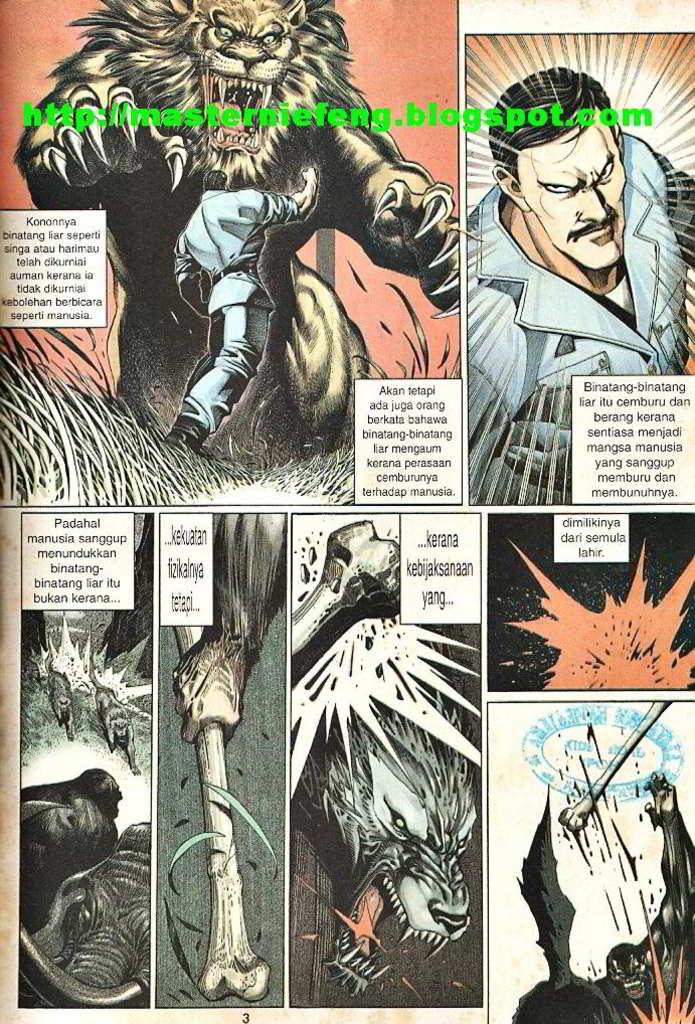 http://masterniefeng.blogspot.com
Kononnya
binatang liar seperti
singa atau harimau
telah dikurniai
auman kerana ia
tidak dikurniai
kebolehan berbicara
seperti manusia.
Akan tetapi
ada juga orang
berkata bahawa
binatang-binatang
liar mengaum
kerana perasaan
cemburunya
terhadap manusia.
Binatang-binatang
liar itu cemburu dan
berang kerana
sentiasa menjadi
mangsa manusia
yang sanggup
memburu dan
membunuhnya.
Padahal
manusia sanggup
menundukkan
binatang-
binatang liar itu
bukan kerana...
...kekuatan
fizikalnya
tetapi...
...kerana
kebijaksanaan
yang...
dimilikinya
dari semula
lahir.
3